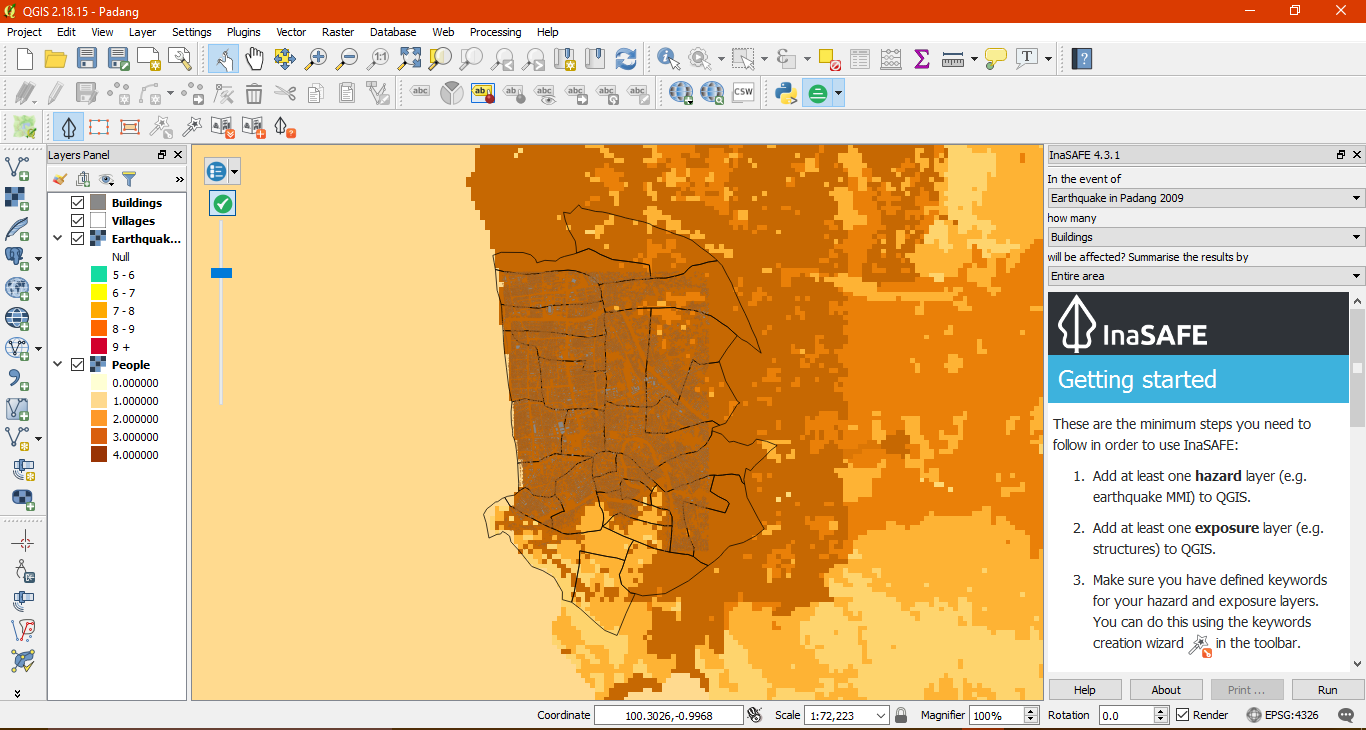 QGIS 2.18.15 - Padang
Project Edit View Layer Settings Plugins Vector Raster Database Web Processing Help
1:1
T
abc
ab
ab
abc
abc
abc
abc
CSW
Layers Panel
InaSAFE 4.3.1
In the event of
Earthquake in Padang 2009
how many
Buildings
will be affected? Summarise the results by
Entire area
Buildings
Villages
Earthquak...
Null
5 - 6
6 - 7
7 - 8
8 - 9
9 +
People
0.000000
1.000000
2.000000
3.000000
4.000000
InaSAFE
Getting started
These are the minimum steps you need to
follow in order to use InaSAFE:
1. Add at least one hazard layer (e.g.
earthquake MMI) to QGIS.
2. Add at least one exposure layer (e.g.
structures) to QGIS.
3. Make sure you have defined keywords
for your hazard and exposure layers.
You can do this using the keywords
creation wizard in the toolbar.
Help About Print ... Run
Coordinate 100.3026,-0.9968 Scale 1:72,223 Magnifier 100% Rotation 0.0 Render EPSG:4326